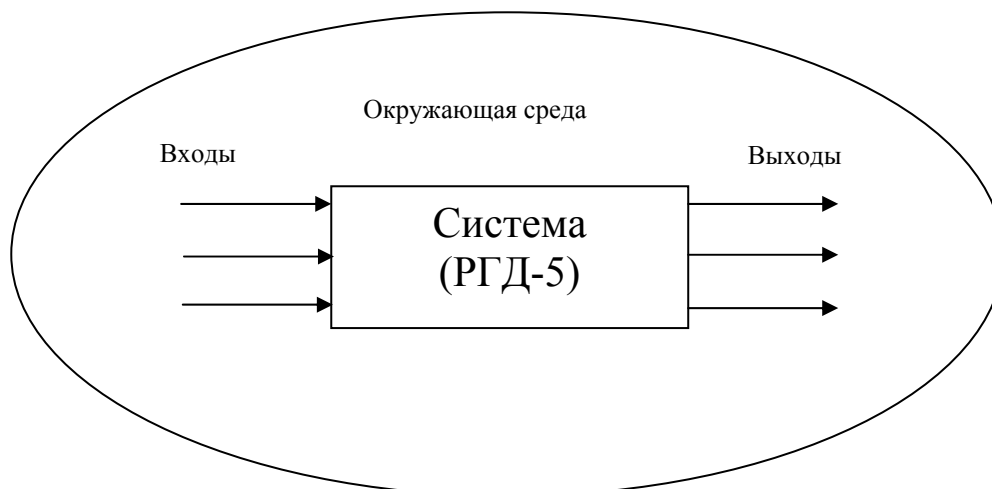 Окружающая среда
Входы
Выходы
Система
(РГД-5)